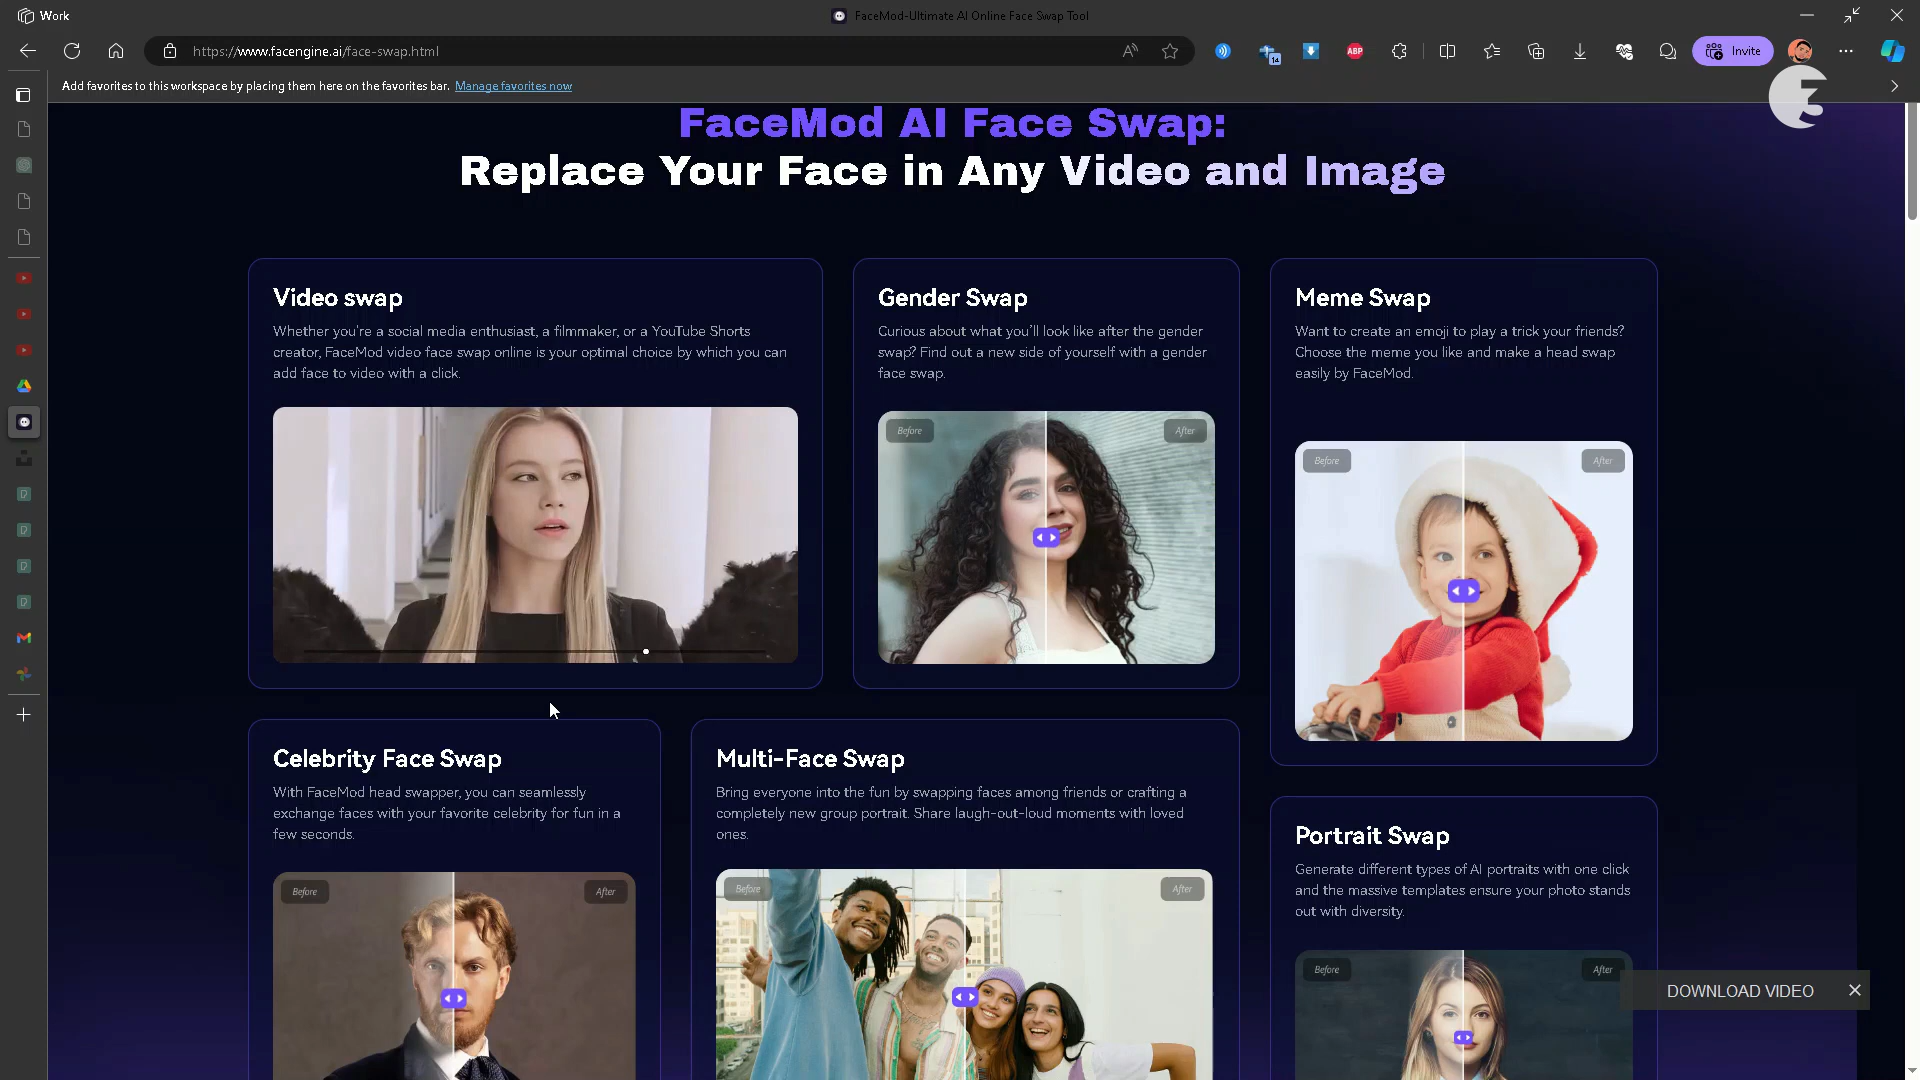 Work
FaceMod-Ultimate AI Online Face Swap Tool
https://www.facengine.ai/face-swap.html
ABP
14
Invite
Add favorites to this workspace by placing them here on the favorites bar. Manage favorites now
FaceMod AI Face Swap:
Replace Your Face in Any Video and Image
Video swap
Whether you're a social media enthusiast, a filmmaker, or a YouTube Shorts
creator, FaceMod video face swap online is your optimal choice by which you can
add face to video with a click.
Gender Swap
Curious about what you'll look like after the gender
swap? Find out a new side of yourself with a gender
face swap.
Before
After
Meme Swap
Want to create an emoji to play a trick your friends?
Choose the meme you like and make a head swap
easily by FaceMod.
Before
After
Celebrity Face Swap
With FaceMod head swapper, you can seamlessly
exchange faces with your favorite celebrity for fun in a
few seconds.
Before
After
Multi-Face Swap
Bring everyone into the fun by swapping faces among friends or crafting a
completely new group portrait. Share laugh-out-loud moments with loved
ones.
Before
After
Portrait Swap
Generate different types of AI portraits with one click
and the massive templates ensure your photo stands
out with diversity.
Before
After
DOWNLOAD VIDEO